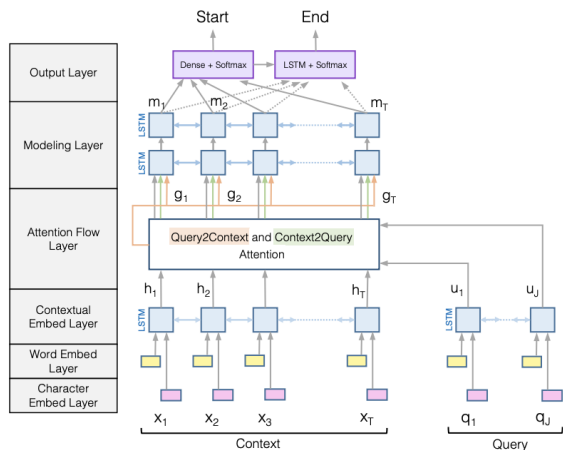 Start End
Output Layer
Dense + Softmax LSTM + Softmax
m1 m2 mT
LSTM
Modeling Layer
LSTM
g1 g2 gT
Attention Flow
Layer
Query2Context and Context2Query
Attention
h1 h2 hT u1 uJ
Contextual
Embed Layer
LSTM LSTM
Word Embed
Layer
Character
Embed Layer
x1 x2 x3 xT q1 qJ
Context Query